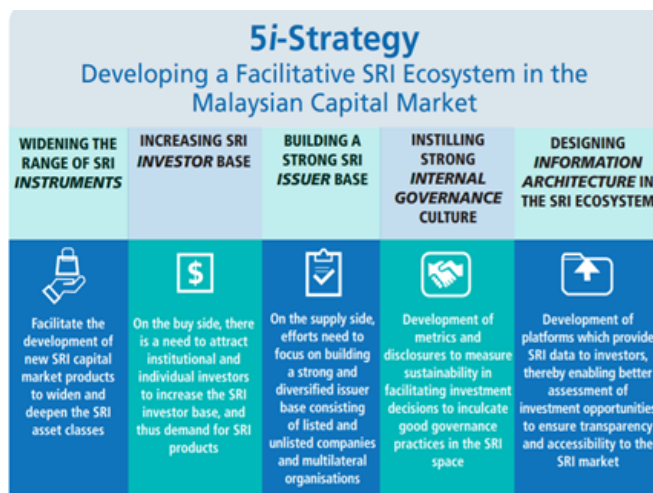 5i-Strategy
Developing a Facilitative SRI Ecosystem in the
Malaysian Capital Market
WIDENING THE
RANGE OF SRI
INSTRUMENTS
INCREASING SRI
INVESTOR BASE
BUILDING A
STRONG SRI
ISSUER BASE
INSTILLING
STRONG
INTERNAL
GOVERNANCE
CULTURE
DESIGNING
INFORMATION
ARCHITECTURE IN
THE SRI ECOSYSTEM
$
Facilitate the
development of
new SRI capital
market products
to widen and
deepen the SRI
asset classes
On the buy side, there
is a need to attract
institutional and
individual investors
to increase the SRI
investor base, and
thus demand for SRI
products
On the supply side,
efforts need to
focus on building
a strong and
diversified issuer
base consisting
of listed and
unlisted companies
and multilateral
organisations
Development of
metrics and
disclosures to measure
sustainability in
facilitating investment
decisions to inculcate
good governance
practices in the SRI
space
Development of
platforms which provide
SRI data to investors,
thereby enabling better
assessment of
investment opportunities
to ensure transparency
and accessibility to the
SRI market